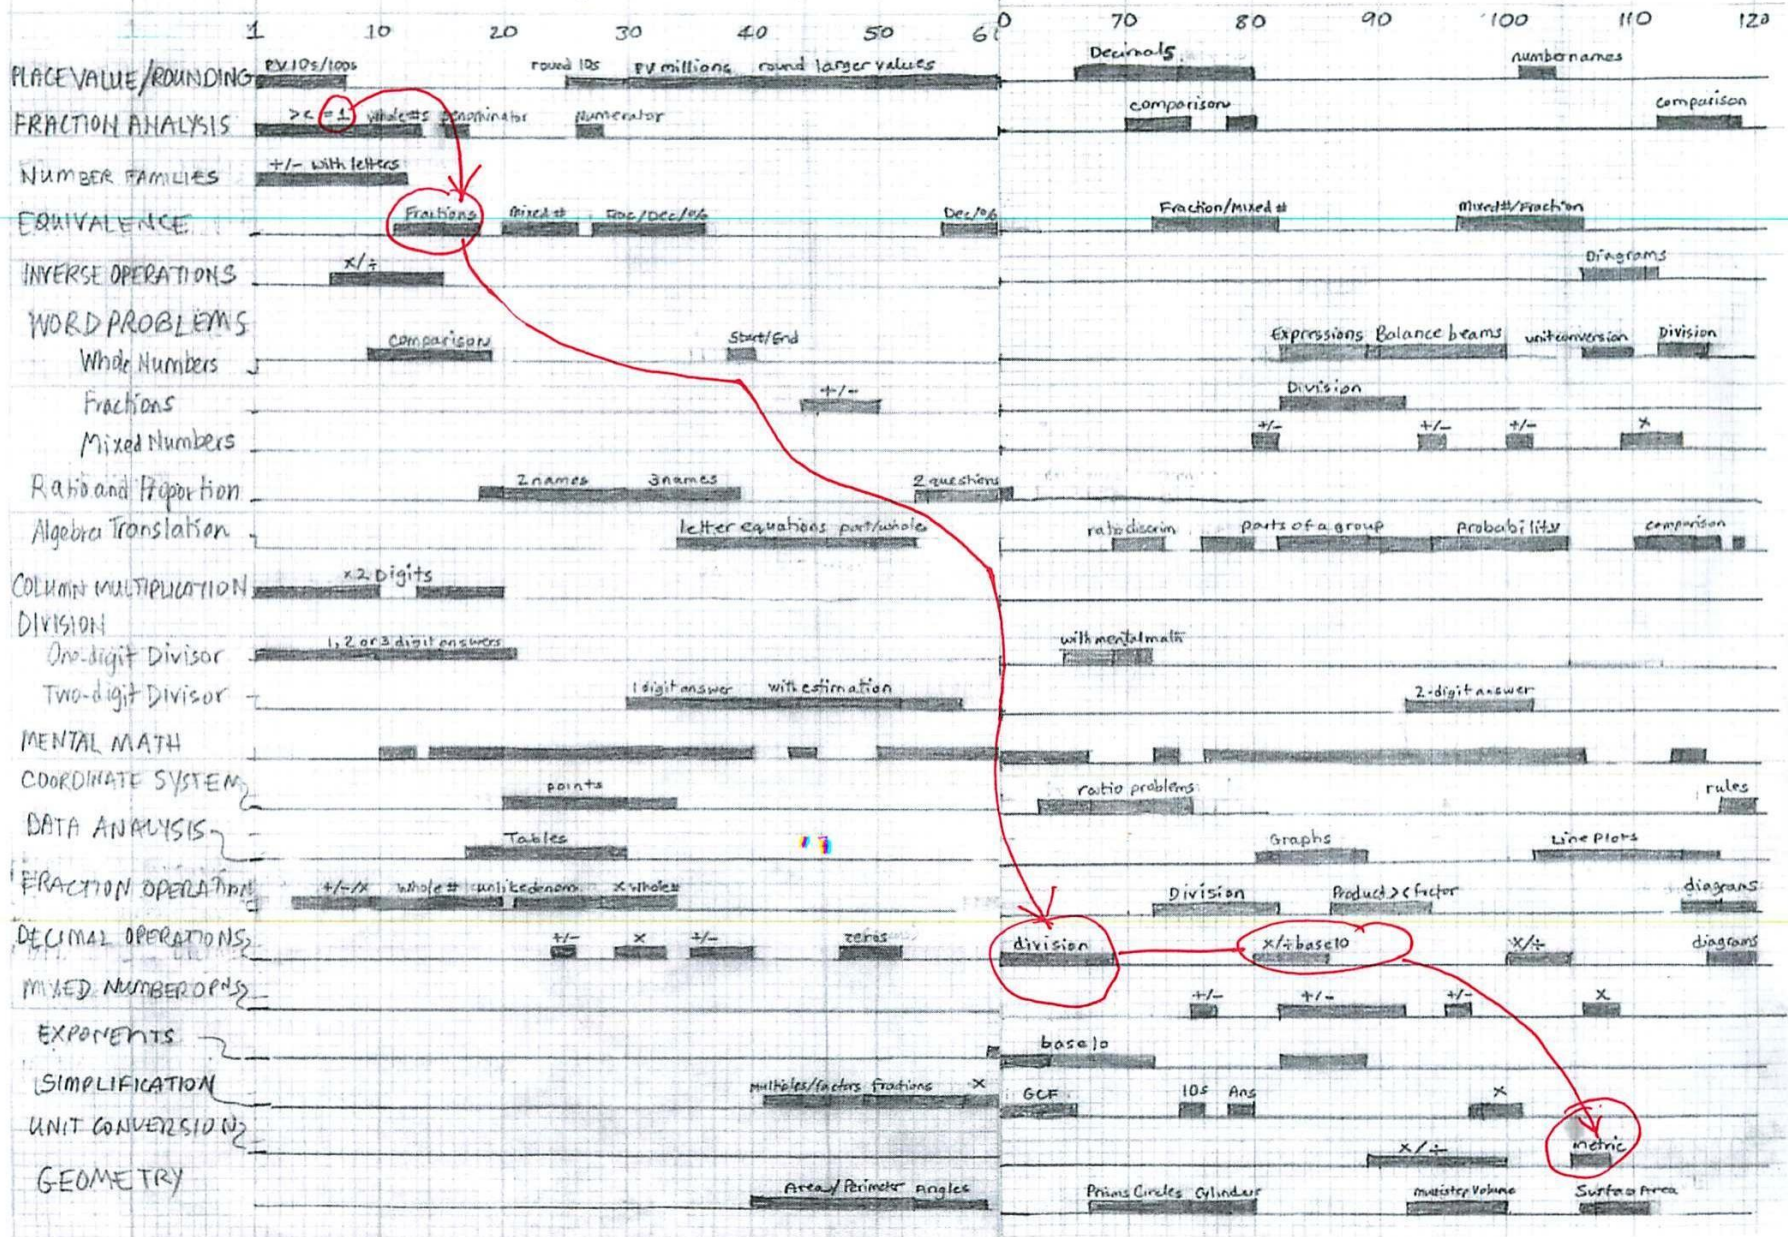 1 10 20 30 40 50 60 70 80 90 100 110 120
PLACE VALUE/ROUNDING PV 10s/100s round 10s PV millions round larger values Decimals number names
FRACTION ANALYSIS >< =1 whole #s denominator Numerator comparison comparison
NUMBER FAMILIES +/- with letters
EQUIVALENCE Fractions Mixed # Frac/Dec/% Dec/% Fraction/Mixed # Mixed#/Fraction
INVERSE OPERATIONS x/÷ Diagrams
WORD PROBLEMS
Whole Numbers comparison Start/End Expressions Balance beams unit conversion Division
Fractions +/- Division
Mixed Numbers +/- +/- +/- x
Ratio and Proportion 2 names 3 names 2 questions
Algebra Translation letter equations part/whole ratio discrim parts of a group Probability comparison
COLUMN MULTIPLICATION x 2 Digits
DIVISION
One-digit Divisor 1, 2 or 3 digit answers with mental math
Two-digit Divisor 1 digit answer with estimation 2-digit answer
MENTAL MATH
COORDINATE SYSTEM points ratio problems rules
DATA ANALYSIS Tables Graphs Line Plots
FRACTION OPERATION +/-/x whole # unlike denom x whole# Division Product >< factor diagrams
DECIMAL OPERATIONS +/- x +/- zeros division x/÷ base 10 x/÷ diagrams
MIXED NUMBER OPNS +/- +/- +/- x
EXPONENTS base 10
SIMPLIFICATION Multiples/factors fractions x GCF 10s Ans x
UNIT CONVERSION x/÷ metric
GEOMETRY Area/Perimeter Angles Prisms Circles Cylinders multistep Volume Surface Area